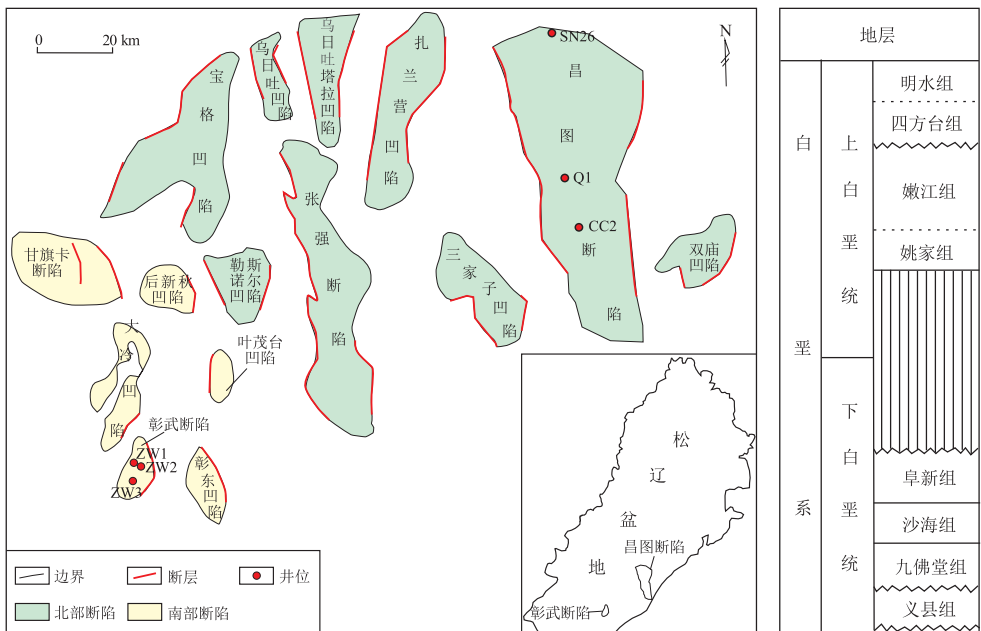 0
20 km
N
宝格凹陷
乌日吐凹陷
乌日吐塔拉凹陷
扎兰营凹陷
SN26
昌图断陷
Q1
CC2
张强断陷
甘旗卡
断陷
后新秋
凹陷
勒斯
诺尔
凹陷
三家子凹陷
双庙
凹陷
大冷凹陷
叶茂台
凹陷
彰武断陷
ZW1
ZW2
ZW3
彰东凹陷
松辽盆地
昌图断陷
彰武断陷
边界
断层
井位
北部断陷
南部断陷
地层
白垩系
上白垩统
下白垩统
明水组
四方台组
嫩江组
姚家组
阜新组
沙海组
九佛堂组
义县组